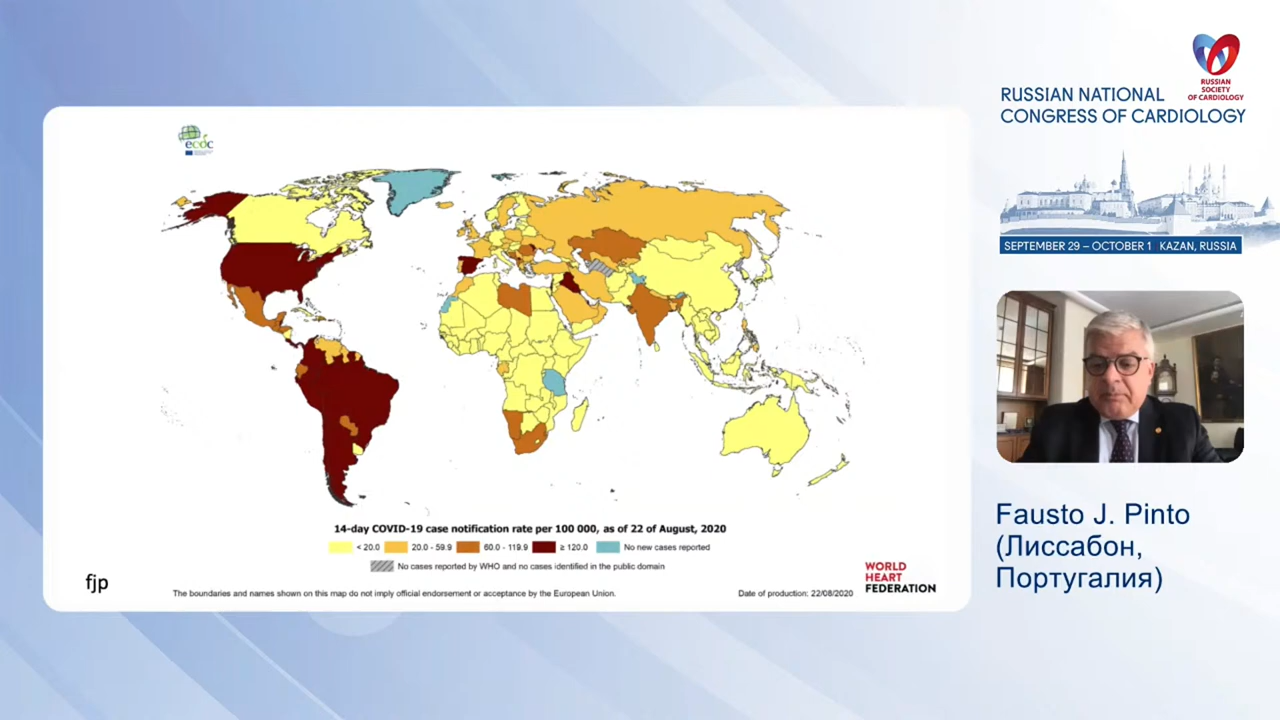 ecdc
14-day COVID-19 case notification rate per 100 000, as of 22 of August, 2020
< 20.0 20.0 - 59.9 60.0 - 119.9 ≥ 120.0 No new cases reported
No cases reported by WHO and no cases identified in the public domain
fjp
The boundaries and names shown on this map do not imply official endorsement or acceptance by the European Union.
Date of production: 22/08/2020
WORLD
HEART
FEDERATION
RUSSIAN
SOCIETY
OF CARDIOLOGY
RUSSIAN NATIONAL
CONGRESS OF CARDIOLOGY
SEPTEMBER 29 – OCTOBER 1 KAZAN, RUSSIA
Fausto J. Pinto
(Лиссабон,
Португалия)